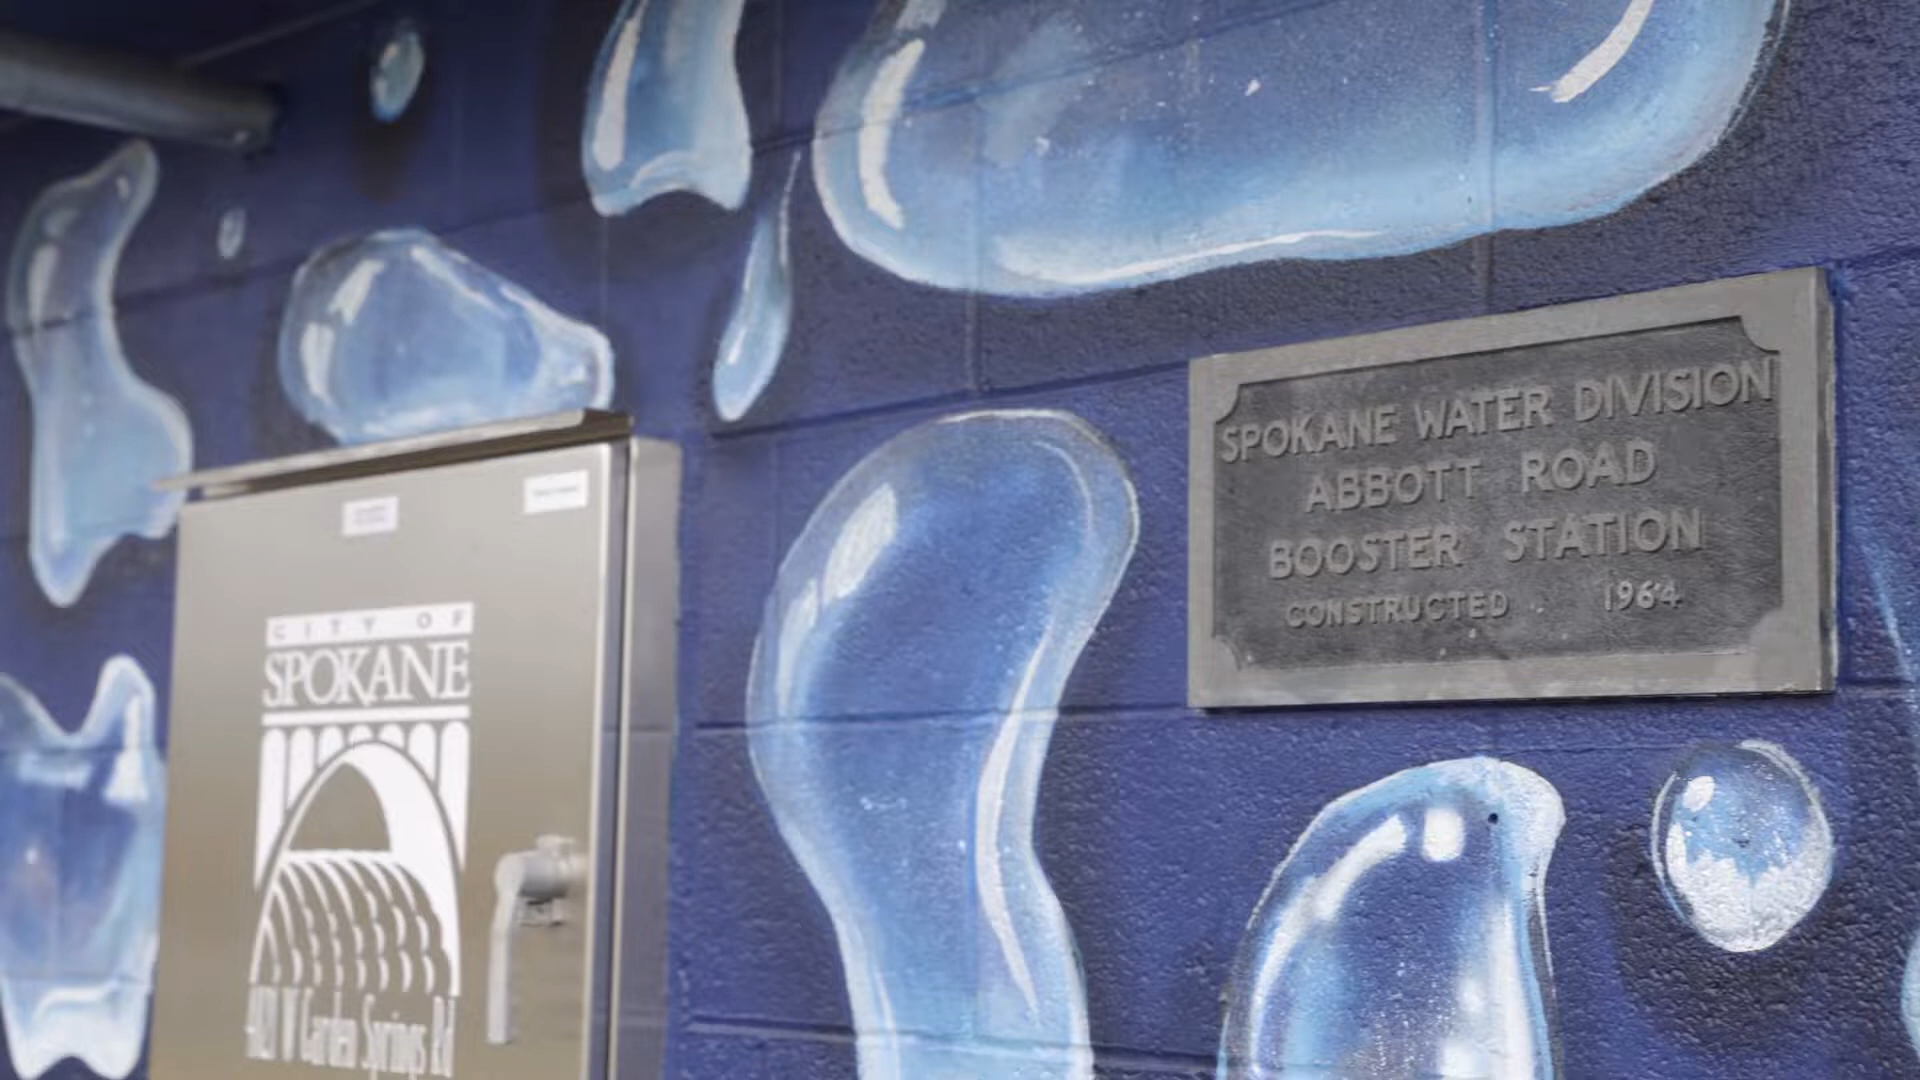 CITY OF
SPOKANE
W Garden Springs Rd
SPOKANE WATER DIVISION
ABBOTT ROAD
BOOSTER STATION
CONSTRUCTED 1964